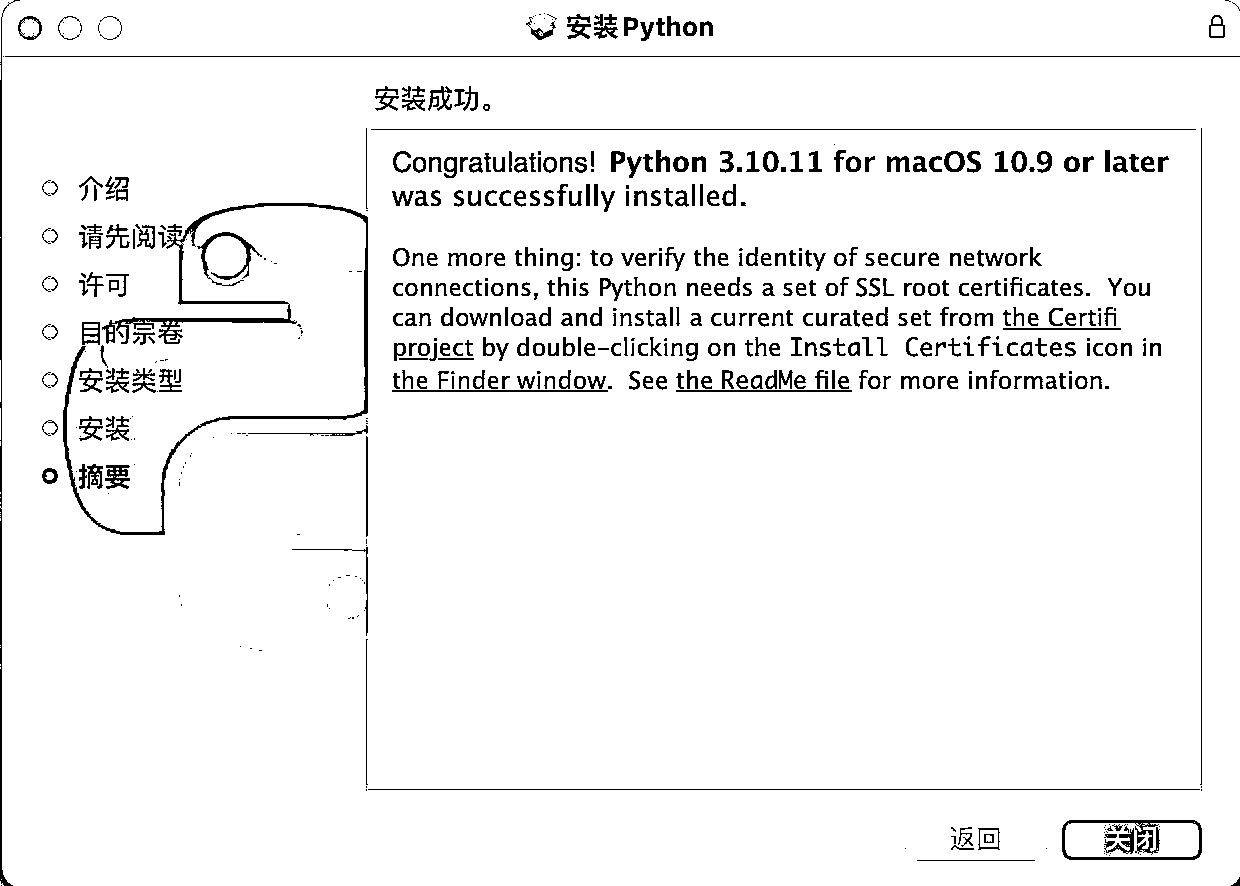 安装Python
安装成功。
介绍
请先阅读
许可
目的宗卷
安装类型
安装
摘要
Congratulations! Python 3.10.11 for macOS 10.9 or later
was successfully installed.
One more thing: to verify the identity of secure network
connections, this Python needs a set of SSL root certificates.  You
can download and install a current curated set from the Certifi
project by double-clicking on the Install Certificates icon in
the Finder window.  See the ReadMe file for more information.
返回
关闭